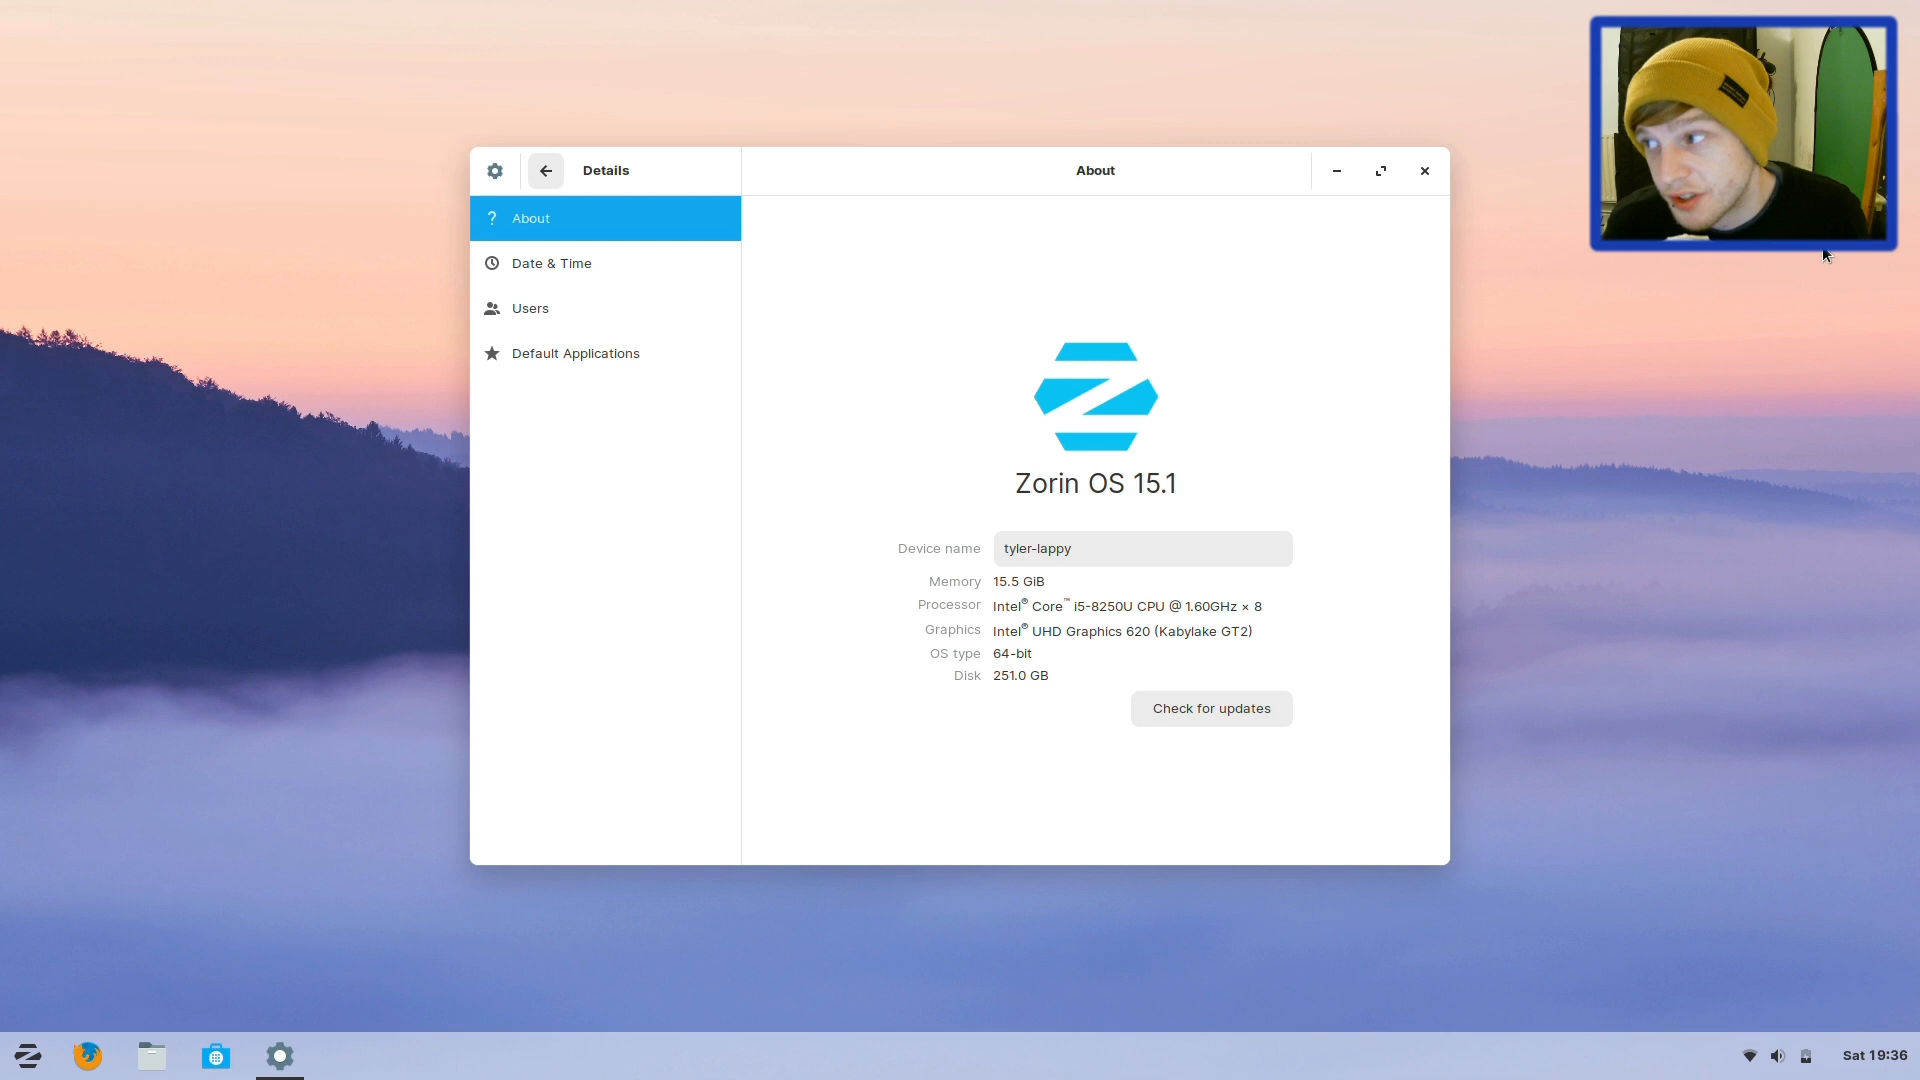 Details
About
About
Date & Time
Users
Default Applications
Zorin OS 15.1
Device name tyler-lappy
Memory 15.5 GiB
Processor Intel® Core™ i5-8250U CPU @ 1.60GHz × 8
Graphics Intel® UHD Graphics 620 (Kabylake GT2)
OS type 64-bit
Disk 251.0 GB
Check for updates
Sat 19:36